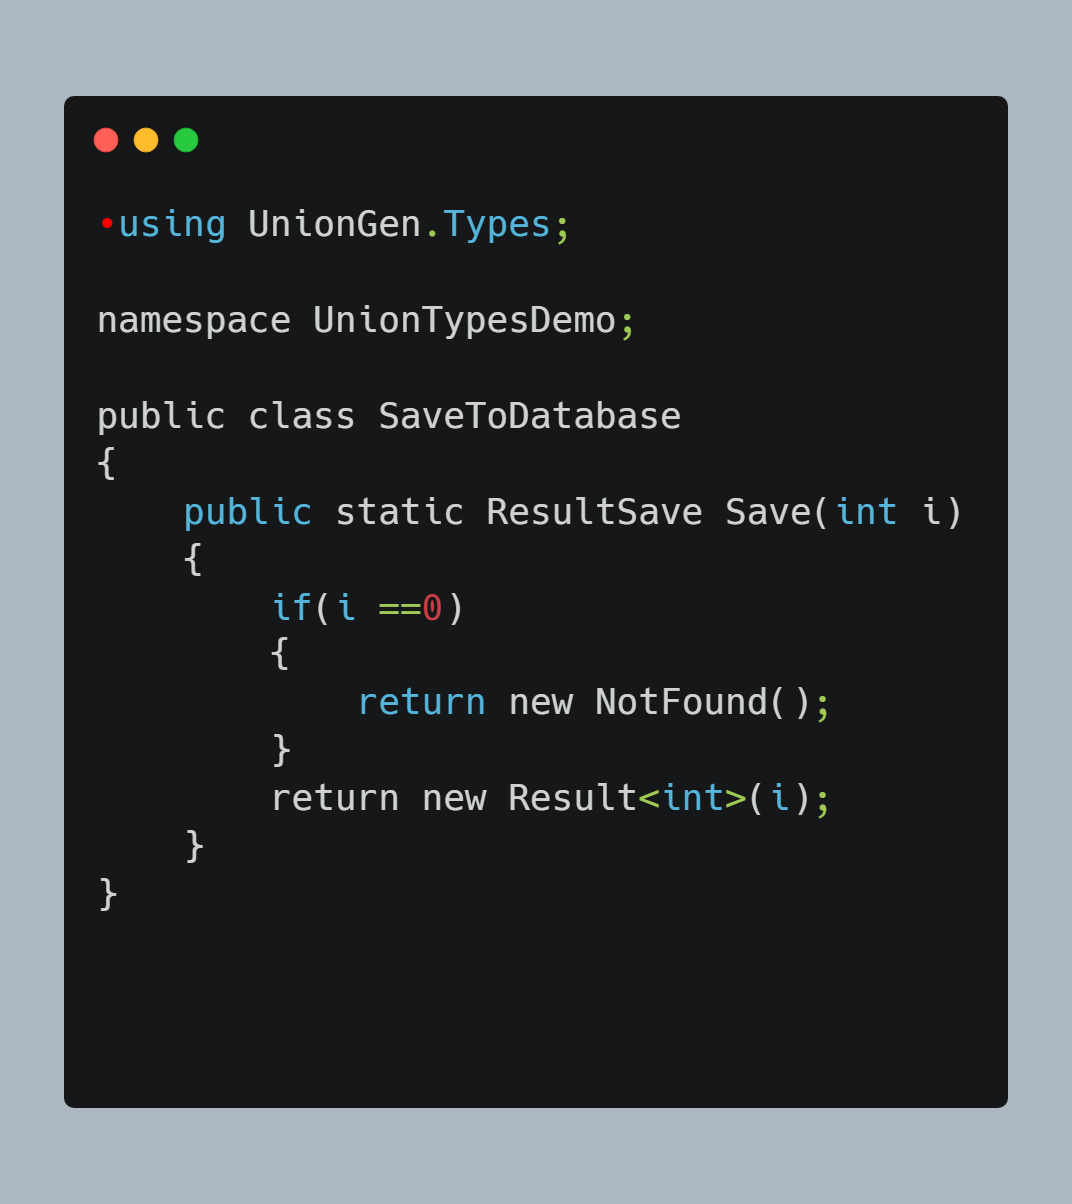 •using UnionGen.Types;

namespace UnionTypesDemo;

public class SaveToDatabase
{
    public static ResultSave Save(int i)
    {
        if(i ==0)
        {
            return new NotFound();
        }
        return new Result<int>(i);
    }
}